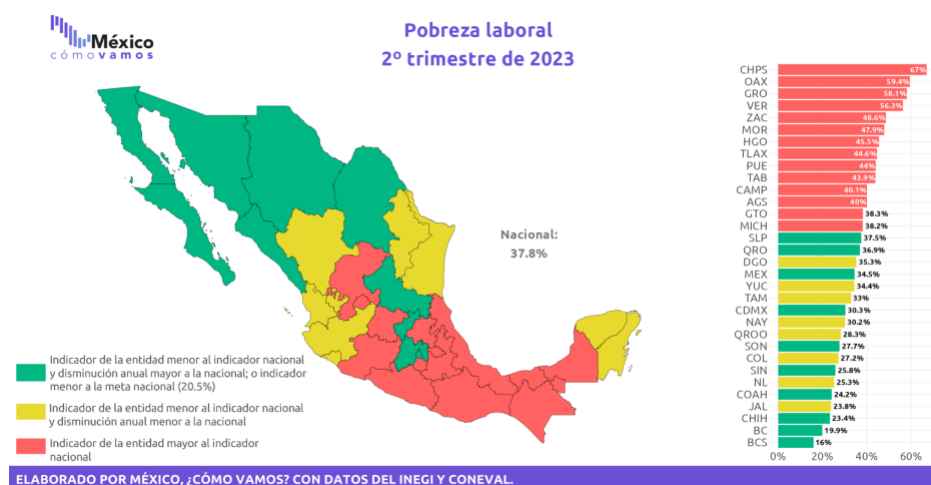 México
cómovamos
Pobreza laboral
2º trimestre de 2023
Nacional:
37.8%
CHPS 67%
OAX 59.4%
GRO 58.1%
VER 56.3%
ZAC 48.6%
MOR 47.9%
HGO 45.5%
TLAX 44.6%
PUE 44%
TAB 43.9%
CAMP 40.1%
AGS 40%
GTO 38.3%
MICH 38.2%
SLP 37.5%
QRO 36.9%
DGO 35.3%
MEX 34.5%
YUC 34.4%
TAM 33%
CDMX 30.3%
NAY 30.2%
QROO 28.3%
SON 27.7%
COL 27.2%
SIN 25.8%
NL 25.3%
COAH 24.2%
JAL 23.8%
CHIH 23.4%
BC 19.9%
BCS 16%
0% 20% 40% 60%
Indicador de la entidad menor al indicador nacional
y disminución anual mayor a la nacional; o indicador
menor a la meta nacional (20.5%)
Indicador de la entidad menor al indicador nacional
y disminución anual menor a la nacional
Indicador de la entidad mayor al indicador
nacional
ELABORADO POR MÉXICO, ¿CÓMO VAMOS? CON DATOS DEL INEGI Y CONEVAL.